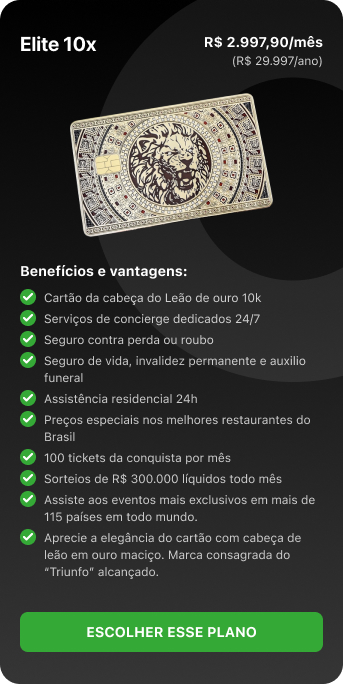 Elite 10x
R$ 2.997,90/mês
(R$ 29.997/ano)
Benefícios e vantagens:
Cartão da cabeça do Leão de ouro 10k
Serviços de concierge dedicados 24/7
Seguro contra perda ou roubo
Seguro de vida, invalidez permanente e auxilio
funeral
Assistência residencial 24h
Preços especiais nos melhores restaurantes do
Brasil
100 tickets da conquista por mês
Sorteios de R$ 300.000 líquidos todo mês
Assiste aos eventos mais exclusivos em mais de
115 países em todo mundo.
Aprecie a elegância do cartão com cabeça de
leão em ouro maciço. Marca consagrada do
“Triunfo” alcançado.
ESCOLHER ESSE PLANO